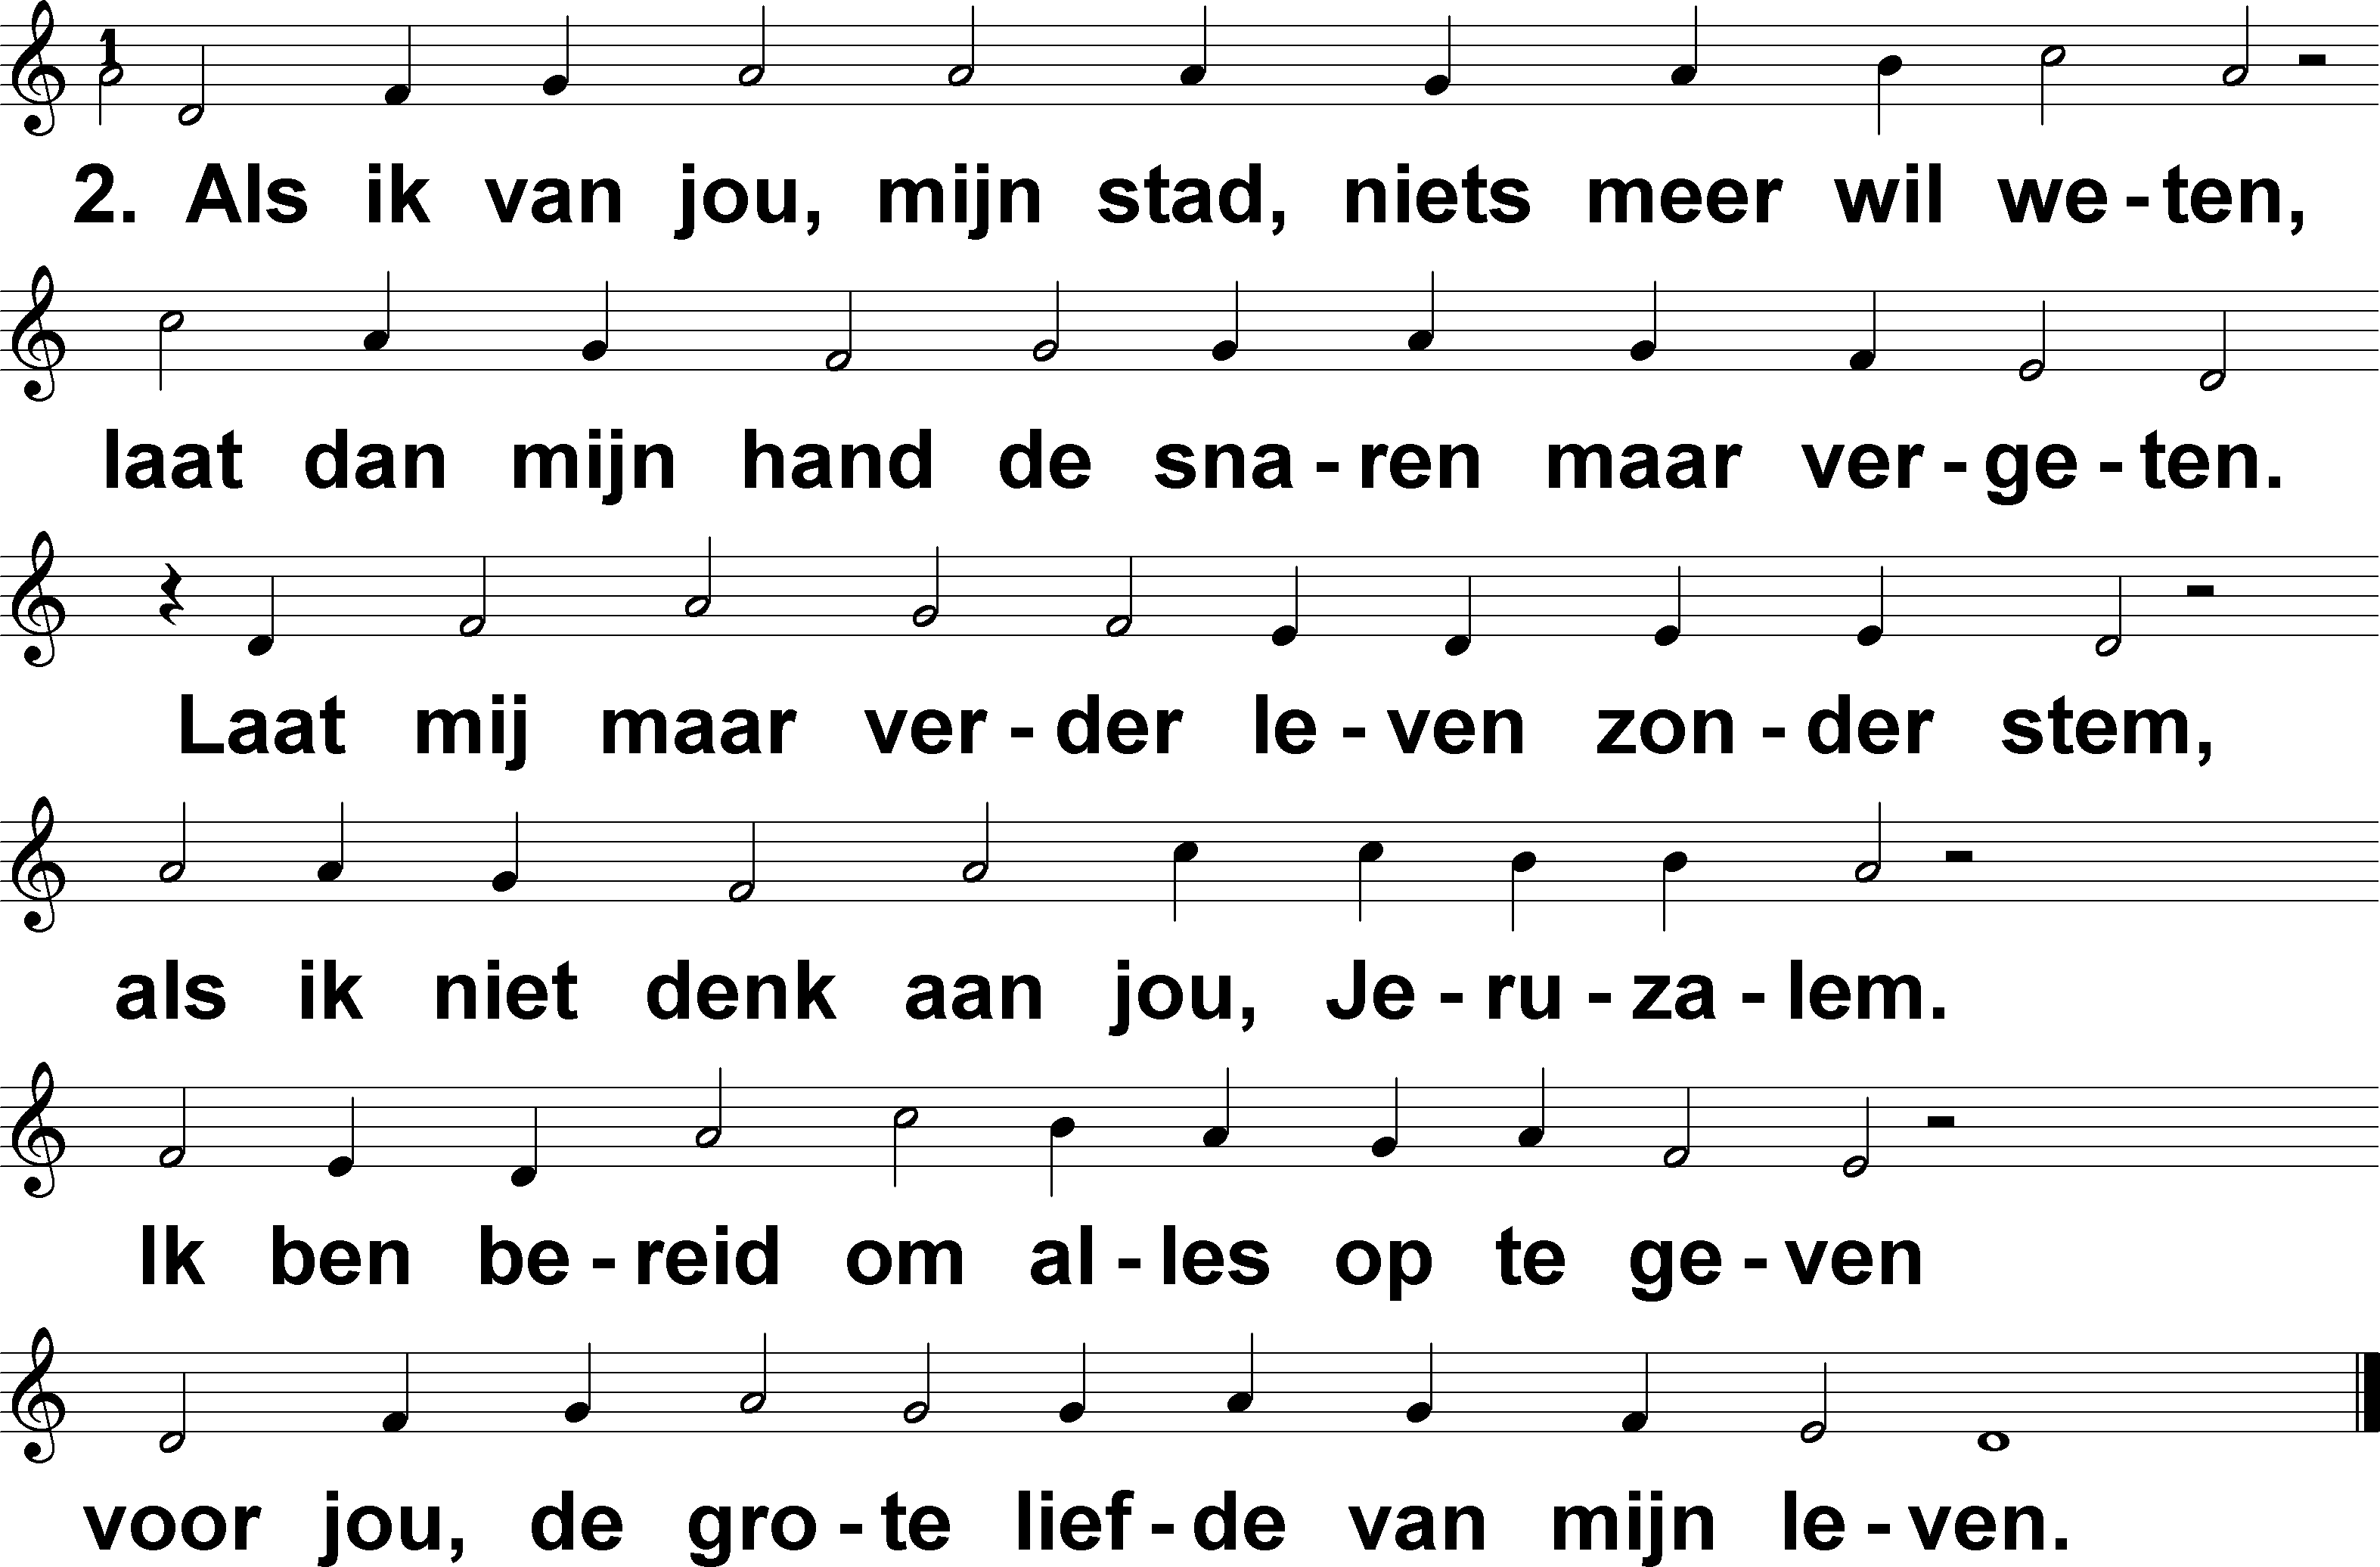 1
2. Als ik van jou, mijn stad, niets meer wil we-ten,
laat dan mijn hand de sna-ren maar ver-ge-ten.
Laat mij maar ver-der le-ven zon-der stem,
als ik niet denk aan jou, Je-ru-za-lem.
Ik ben be-reid om al-les op te ge-ven
voor jou, de gro-te lief-de van mijn le-ven.